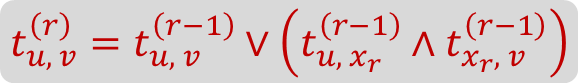 t_{u, v}^{(r)} = t_{u, v}^{(r-1)} ∨ ( t_{u, x_r}^{(r-1)} ∧ t_{x_r, v}^{(r-1)} )